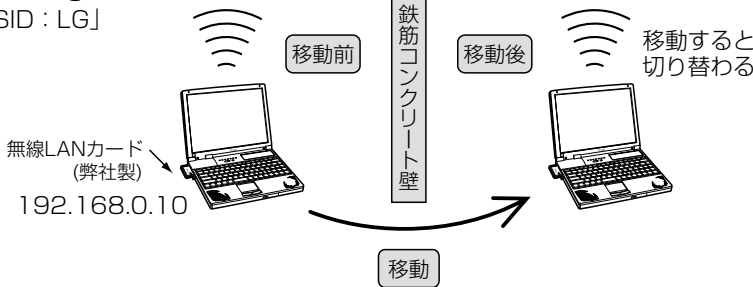 SID:LG」
移動前
鉄筋コンクリート壁
移動後
移動すると
切り替わる
無線LANカード
(弊社製)
192.168.0.10
移動